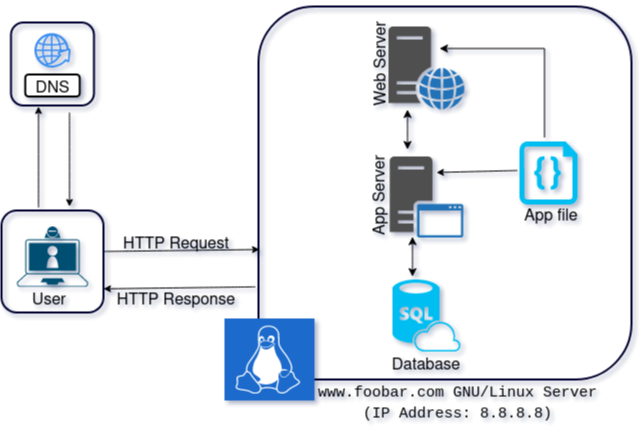 DNS
User
HTTP Request
HTTP Response
Web Server
App Server
{}
App file
SQL
Database
www.foobar.com GNU/Linux Server
(IP Address: 8.8.8.8)